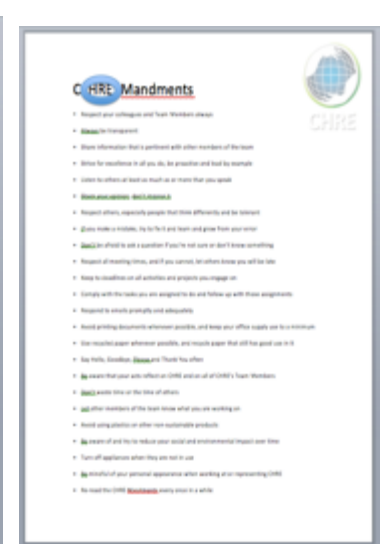 C HRE Mandments
CHRE
Respect your colleagues and Team Members always
Always be transparent
Share information that is pertinent with other members of the team
Strive for excellence in all you do, be proactive and lead by example
Listen to others at least as much as or more than you speak
Share your opinion, don't impose it
Respect others, especially people that think differently and be tolerant
if you make a mistake, try to fix it and learn and grow from your error
Don't be afraid to ask a question if you're not sure or don't know something
Respect all meeting times, and if you cannot, let others know you will be late
Keep to deadlines on all activities and projects you engage on
Comply with the tasks you are assigned to do and follow up with those assignments
Respond to emails promptly and adequately
Avoid printing documents whenever possible, and keep your office supply use to a minimum
Use recycled paper whenever possible, and recycle paper that still has good use in it
Say Hello, Goodbye, Please and Thank You often
Be aware that your acts reflect on CHRE and on all of CHRE's Team Members
Don't waste time or the time of others
Let other members of the team know what you are working on
Avoid using plastics or other non-sustainable products
Be aware of and try to reduce your social and environmental impact over time
Turn off appliances when they are not in use
Be mindful of your personal appearance when working at or representing CHRE
Re-read the CHRE Mandments every once in a while